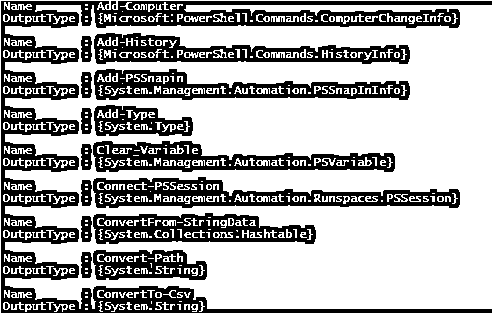 Name : Add-Computer
OutputType : {Microsoft.PowerShell.Commands.ComputerChangeInfo}
Name : Add-History
OutputType : {Microsoft.PowerShell.Commands.HistoryInfo}
Name : Add-PSSnapin
OutputType : {System.Management.Automation.PSSnapInInfo}
Name : Add-Type
OutputType : {System.Type}
Name : Clear-Variable
OutputType : {System.Management.Automation.PSVariable}
Name : Connect-PSSession
OutputType : {System.Management.Automation.Runspaces.PSSession}
Name : ConvertFrom-StringData
OutputType : {System.Collections.Hashtable}
Name : Convert-Path
OutputType : {System.String}
Name : ConvertTo-Csv
OutputType : {System.String}